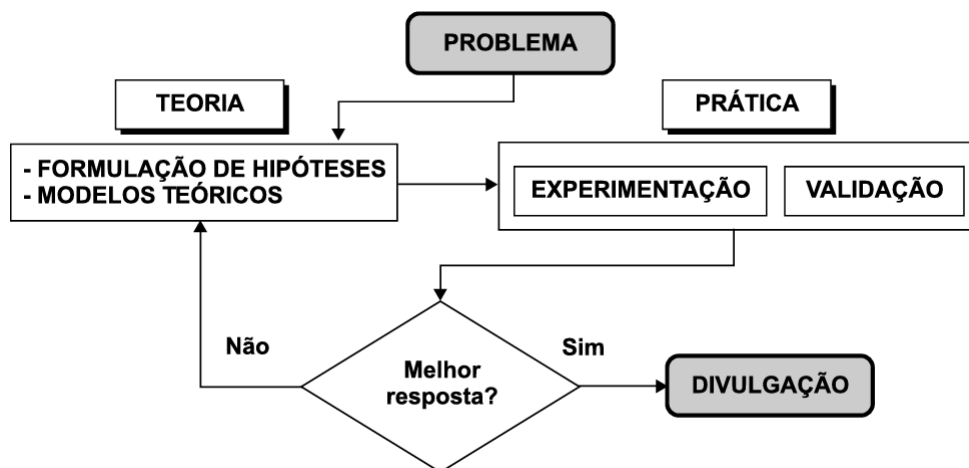 PROBLEMA
TEORIA
PRÁTICA
- FORMULAÇÃO DE HIPÓTESES
- MODELOS TEÓRICOS
EXPERIMENTAÇÃO
VALIDAÇÃO
Não
Sim
Melhor
resposta?
DIVULGAÇÃO